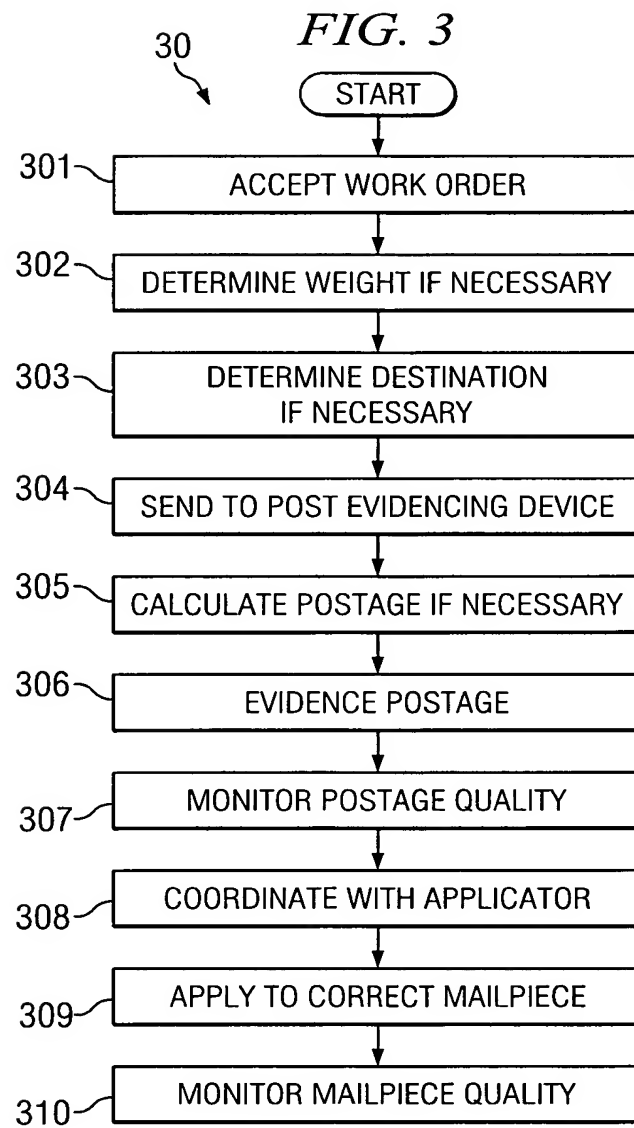 FIG. 3
30
START
301
ACCEPT WORK ORDER
302
DETERMINE WEIGHT IF NECESSARY
303
DETERMINE DESTINATION
IF NECESSARY
304
SEND TO POST EVIDENCING DEVICE
305
CALCULATE POSTAGE IF NECESSARY
306
EVIDENCE POSTAGE
307
MONITOR POSTAGE QUALITY
308
COORDINATE WITH APPLICATOR
309
APPLY TO CORRECT MAILPIECE
310
MONITOR MAILPIECE QUALITY